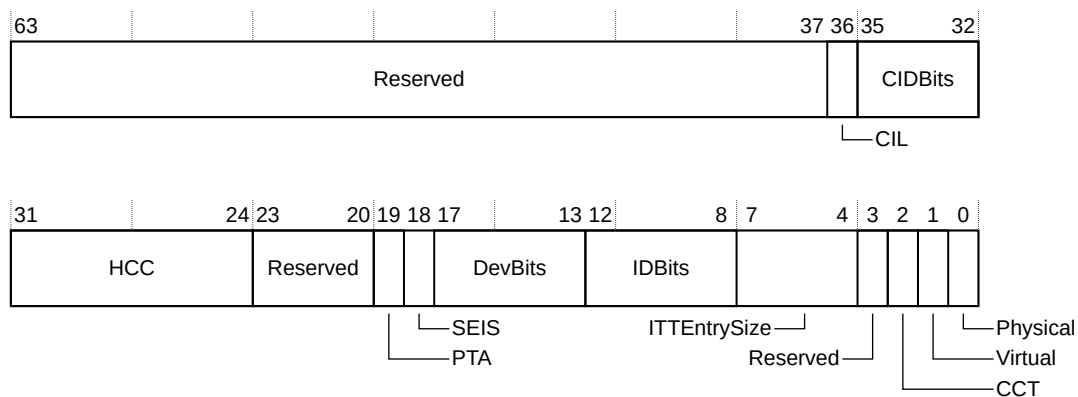 63 37 36 35 32
Reserved CIDBits
CIL
31 24 23 20 19 18 17 13 12 8 7 4 3 2 1 0
HCC Reserved DevBits IDBits
SEIS ITTEntrySize Physical
PTA Reserved Virtual
CCT